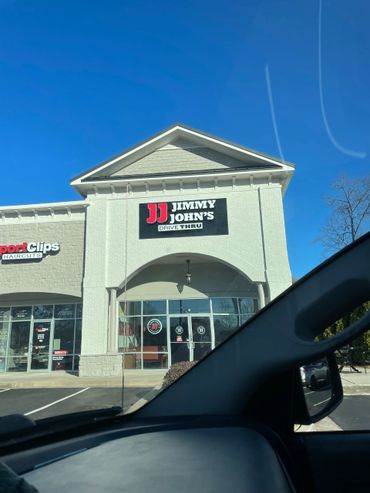 JJ JIMMY
JOHN'S
DRIVE THRU
portClips
HAIRCUTS